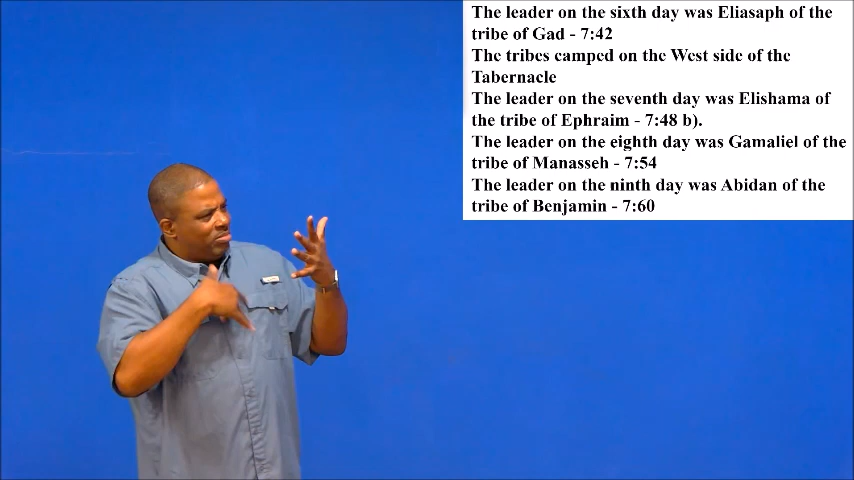 The leader on the sixth day was Eliasaph of the
tribe of Gad - 7:42
The tribes camped on the West side of the
Tabernacle
The leader on the seventh day was Elishama of
the tribe of Ephraim - 7:48 b).
The leader on the eighth day was Gamaliel of the
tribe of Manasseh - 7:54
The leader on the ninth day was Abidan of the
tribe of Benjamin - 7:60